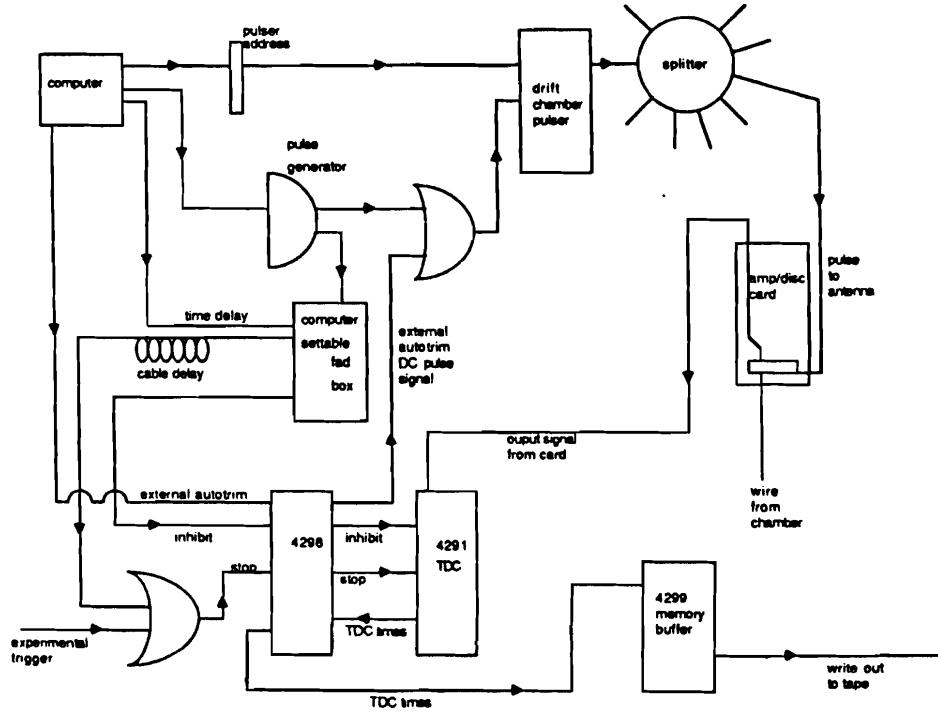 pulser
address
computer
splitter
drift
chamber
pulser
pulse
generator
amp/disc
card
pulse
to
antenna
time delay
cable delay
computer
settable
fad
box
external
autotrim
DC pulse
signal
ouput signal
from card
wire
from
chamber
external autotrim
inhibit
4298
inhibit
4291
TDC
stop
stop
TDC times
experimental
trigger
4299
memory
buffer
write out
to tape
TDC times